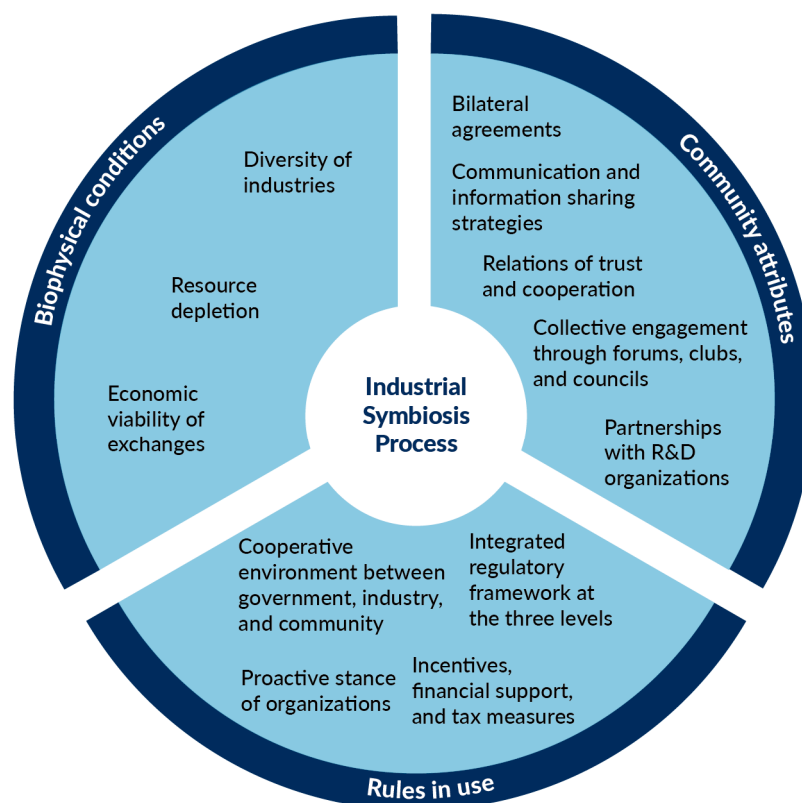 Biophysical conditions
Diversity of
industries
Resource
depletion
Economic
viability of
exchanges
Community attributes
Bilateral
agreements
Communication and
information sharing
strategies
Relations of trust
and cooperation
Collective engagement
through forums, clubs,
and councils
Partnerships
with R&D
organizations
Industrial
Symbiosis
Process
Cooperative
environment between
government, industry,
and community
Integrated
regulatory
framework at
the three levels
Proactive stance
of organizations
Incentives,
financial support,
and tax measures
Rules in use